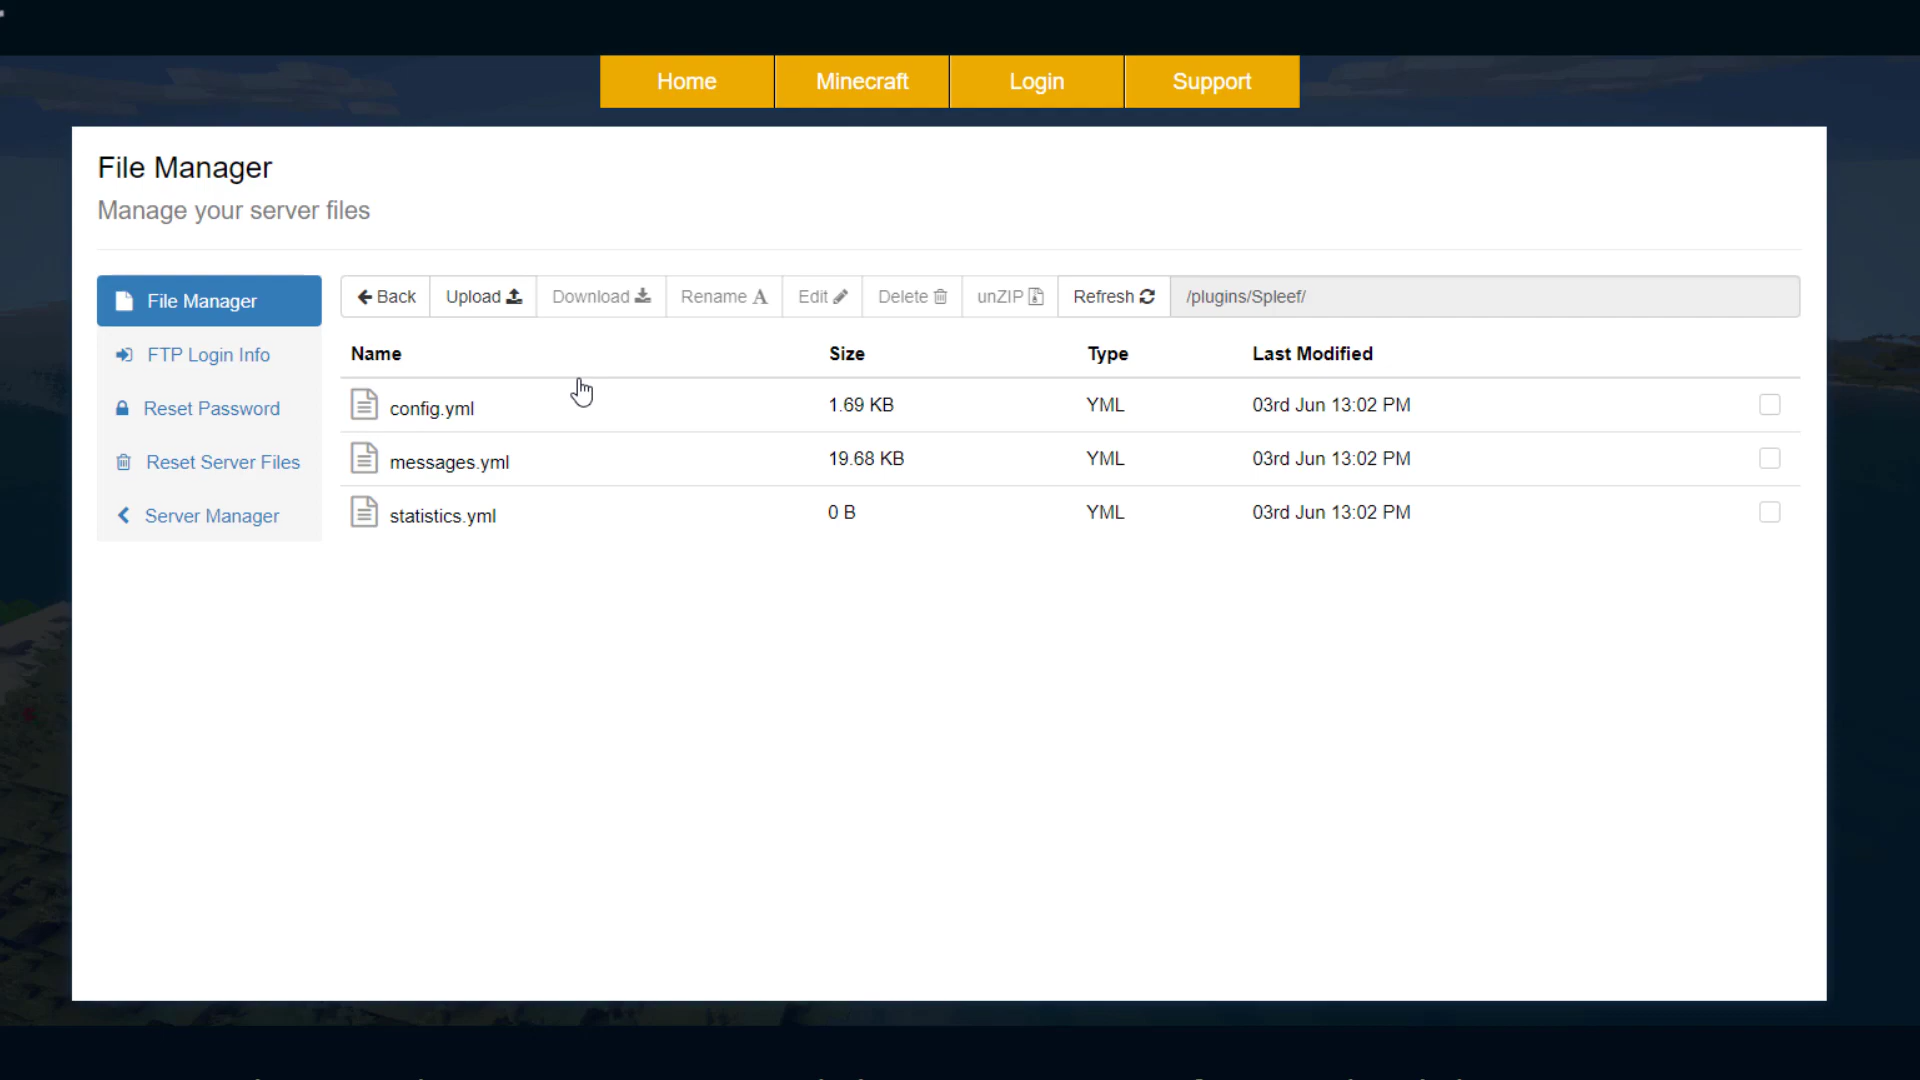 Home Minecraft Login Support
File Manager
Manage your server files
File Manager
FTP Login Info
Reset Password
Reset Server Files
Server Manager
Back Upload Download Rename Edit Delete unZIP Refresh /plugins/Spleef/
Name Size Type Last Modified
config.yml 1.69 KB YML 03rd Jun 13:02 PM
messages.yml 19.68 KB YML 03rd Jun 13:02 PM
statistics.yml 0 B YML 03rd Jun 13:02 PM